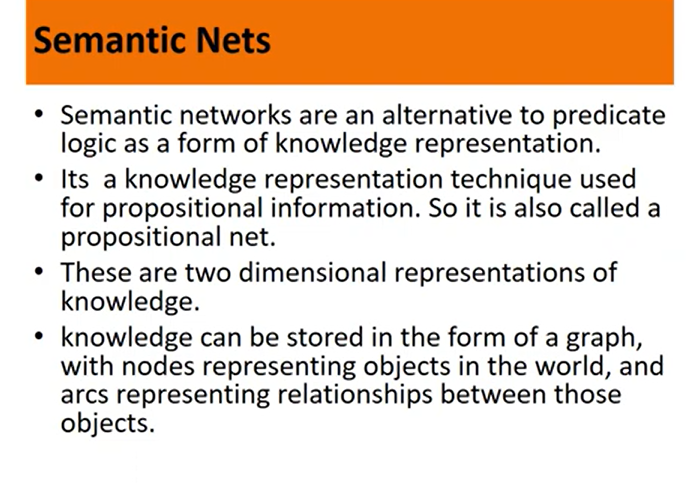 Semantic Nets
• Semantic networks are an alternative to predicate
logic as a form of knowledge representation.
• Its  a knowledge representation technique used
for propositional information. So it is also called a
propositional net.
• These are two dimensional representations of
knowledge.
• knowledge can be stored in the form of a graph,
with nodes representing objects in the world, and
arcs representing relationships between those
objects.